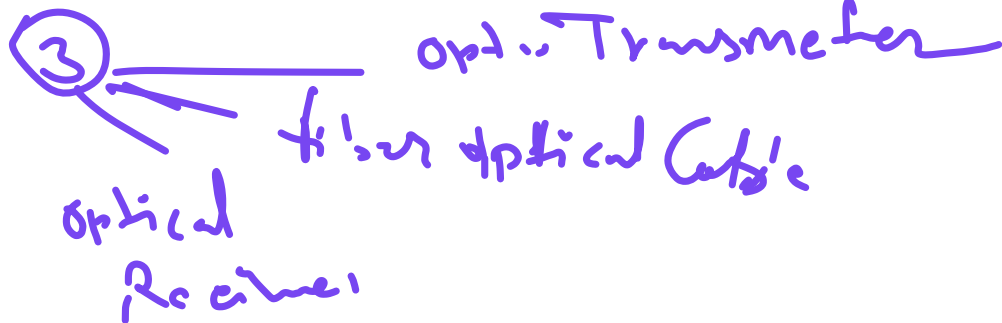 3
opt.. Transmeter
fiber optical Cable
optical
Receiver